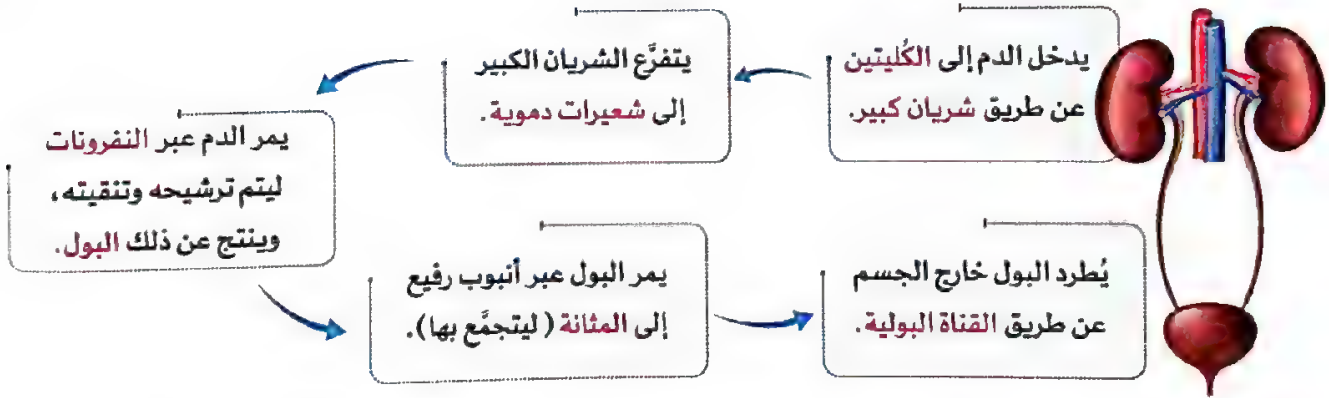 يدخل الدم إلى الكُليتين
عن طريق شريان كبير.
يتفرَّع الشريان الكبير
إلى شعيرات دموية.
يمر الدم عبر النفرونات
ليتم ترشيحه وتنقيته،
وينتج عن ذلك البول.
يمر البول عبر أنبوب رفيع
إلى المثانة (ليتجمَّع بها).
يُطرد البول خارج الجسم
عن طريق القناة البولية.